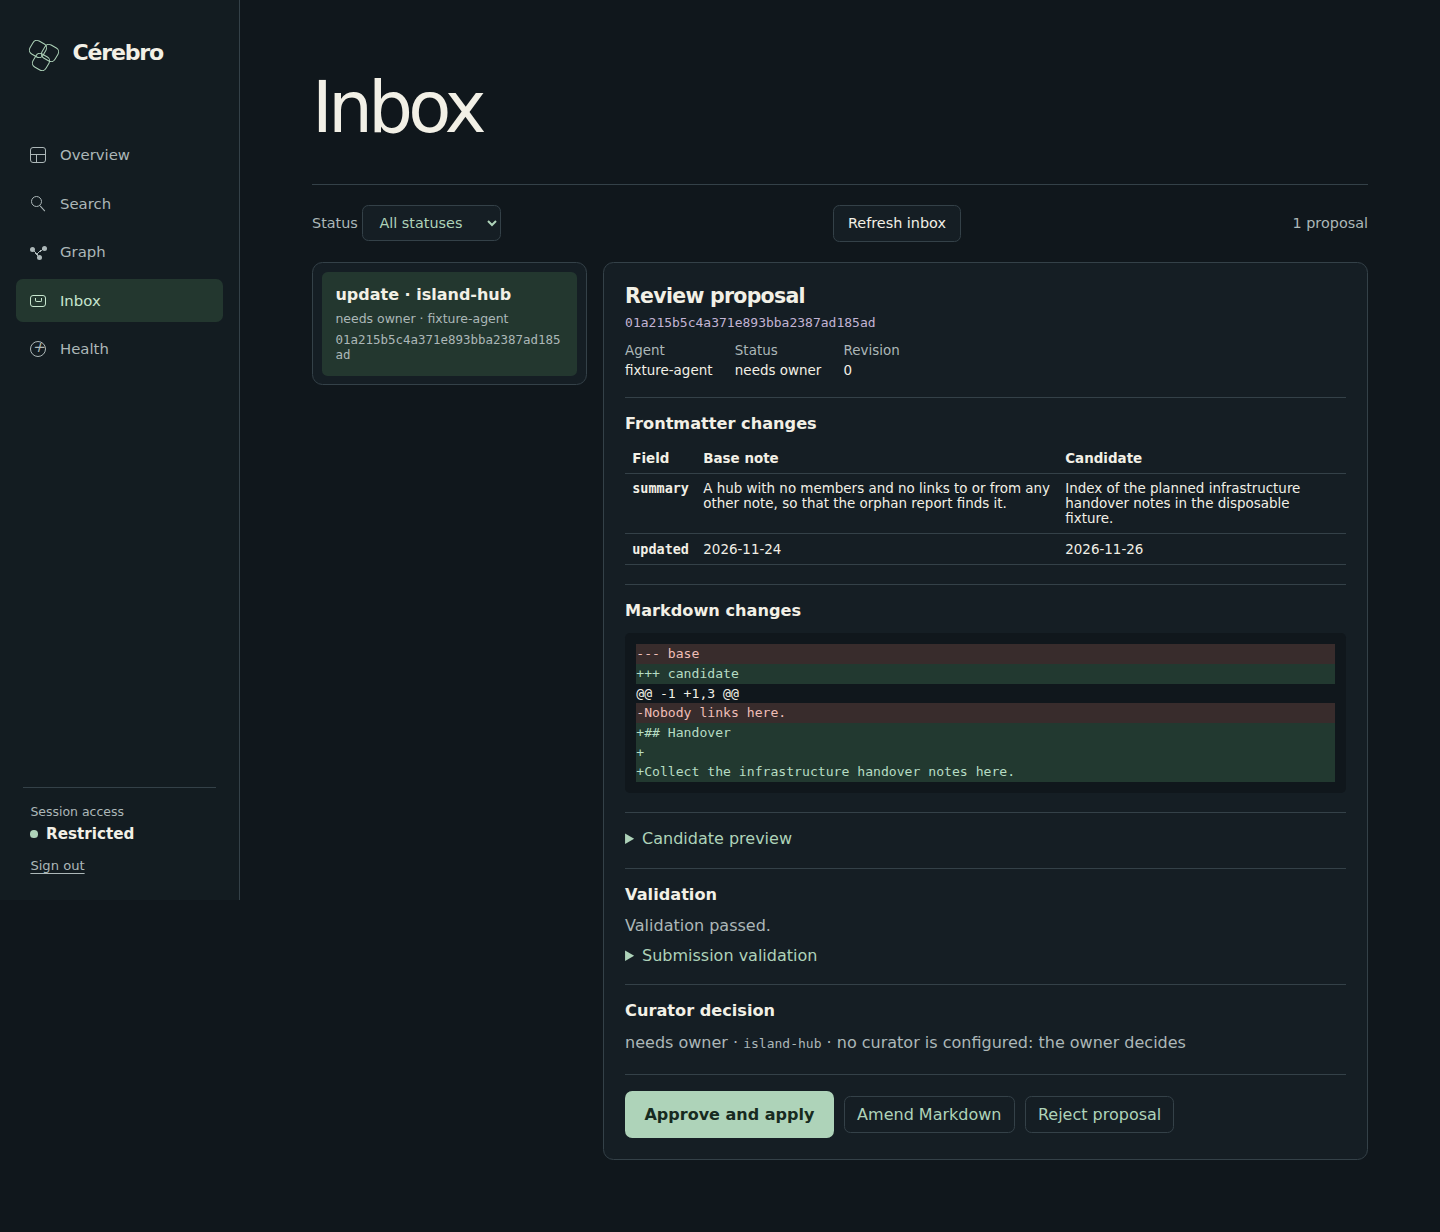 Cérebro
Overview
Search
Graph
Inbox
Health
Session access
Restricted
Sign out
Inbox
Status All statuses Refresh inbox 1 proposal
update · island-hub
needs owner · fixture-agent
01a215b5c4a371e893bba2387ad185
ad
Review proposal
01a215b5c4a371e893bba2387ad185ad
Agent Status Revision
fixture-agent needs owner 0
Frontmatter changes
Field Base note Candidate
summary A hub with no members and no links to or from any Index of the planned infrastructure
other note, so that the orphan report finds it. handover notes in the disposable
fixture.
updated 2026-11-24 2026-11-26
Markdown changes
--- base
+++ candidate
@@ -1 +1,3 @@
-Nobody links here.
+## Handover
+
+Collect the infrastructure handover notes here.
Candidate preview
Validation
Validation passed.
Submission validation
Curator decision
needs owner · island-hub · no curator is configured: the owner decides
Approve and apply Amend Markdown Reject proposal